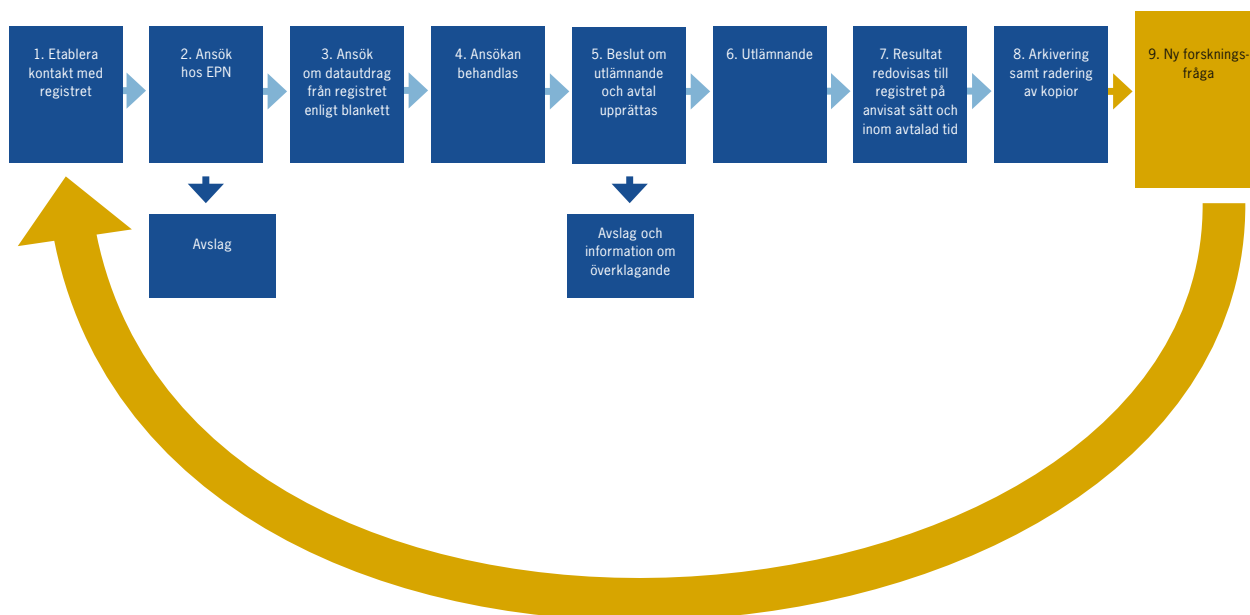 1. Etablera
kontakt med
registret
2. Ansök
hos EPN
3. Ansök
om datautdrag
från registret
enligt blankett
4. Ansökan
behandlas
5. Beslut om
utlämnande
och avtal
upprättas
6. Utlämnande
7. Resultat
redovisas till
registret på
anvisat sätt och
inom avtalad tid
8. Arkivering
samt radering
av kopior
9. Ny forsknings-
fråga
Avslag
Avslag och
information om
överklagande